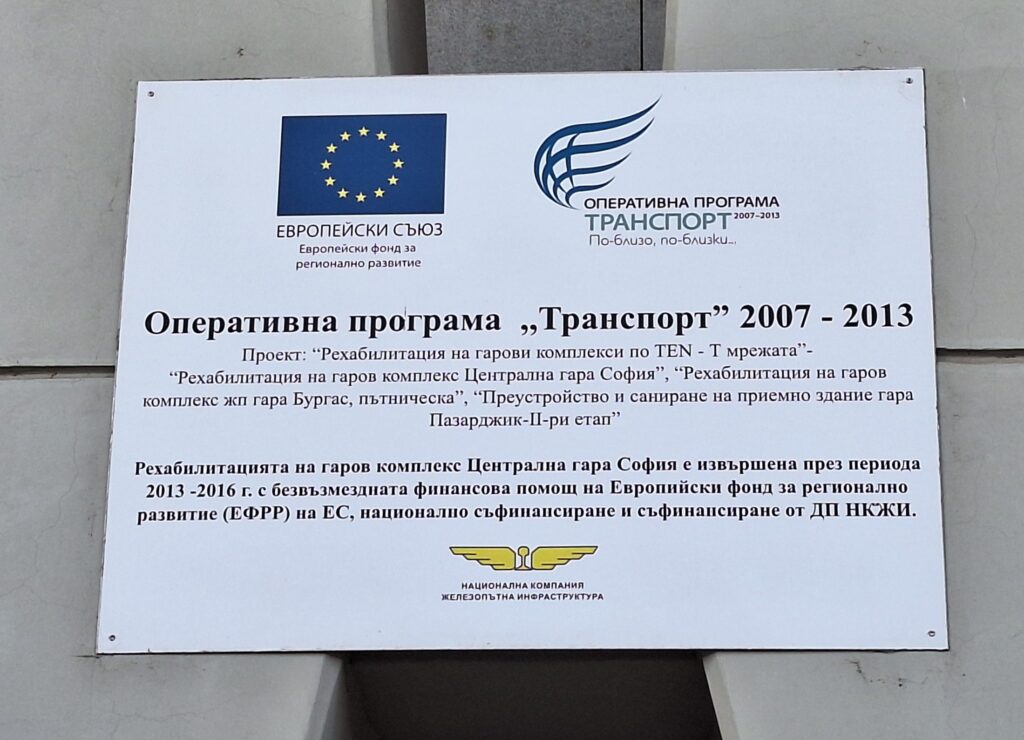 ЕВРОПЕЙСКИ СЪЮЗ
Европейски фонд за
регионално развитие
ОПЕРАТИВНА ПРОГРАМА
ТРАНСПОРТ 2007-2013
По-близо, по-близки...
Оперативна програма „Транспорт” 2007 - 2013
Проект: “Рехабилитация на гарови комплекси по TEN - T мрежата”-
“Рехабилитация на гаров комплекс Централна гара София”, “Рехабилитация на гаров
комплекс жп гара Бургас, пътническа”, “Преустройство и саниране на приемно здание гара
Пазарджик-II-ри етап”
Рехабилитацията на гаров комплекс Централна гара София е извършена през периода
2013 -2016 г. с безвъзмездната финансова помощ на Европийски фонд за регионално
развитие (ЕФРР) на ЕС, национално съфинансиране и съфинансиране от ДП НКЖИ.
НАЦИОНАЛНА КОМПАНИЯ
ЖЕЛЕЗОПЪТНА ИНФРАСТРУКТУРА